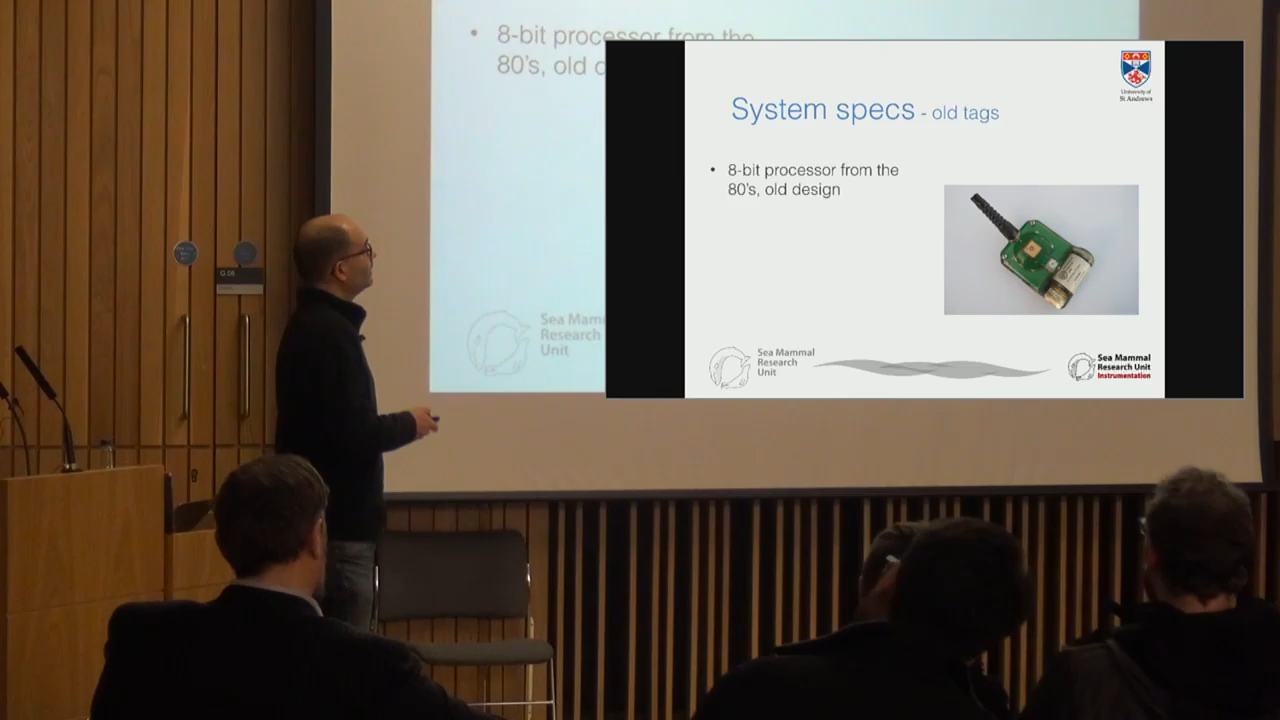 8-bit processor from the
80's, old
Sea Mam
Research
Unit
G.06
University of
St Andrews
System specs - old tags
• 8-bit processor from the
80's, old design
Sea Mammal
Research
Unit
Sea Mammal
Research Unit
Instrumentation